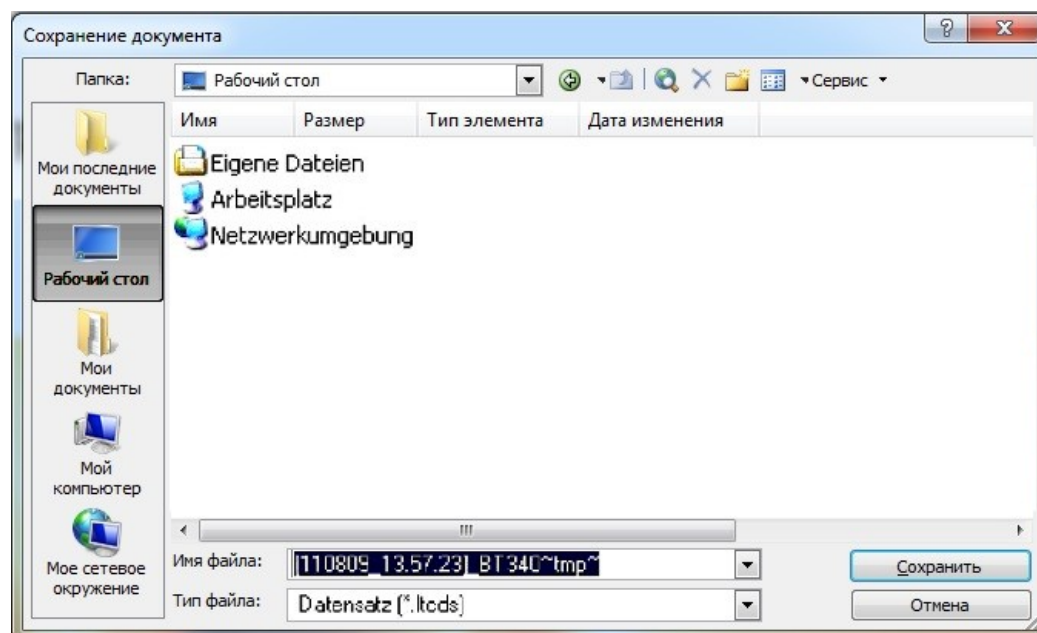 Сохранение документа
Папка:
Рабочий стол
Сервис
Имя Размер Тип элемента Дата изменения
Мои последние
документы
Рабочий стол
Мои
документы
Мой
компьютер
Мое сетевое
окружение
Eigene Dateien
Arbeitsplatz
Netzwerkumgebung
Имя файла:
[110809_13.57.23]_BT340~tmp~
Сохранить
Тип файла:
Datensatz (*.ltcds)
Отмена